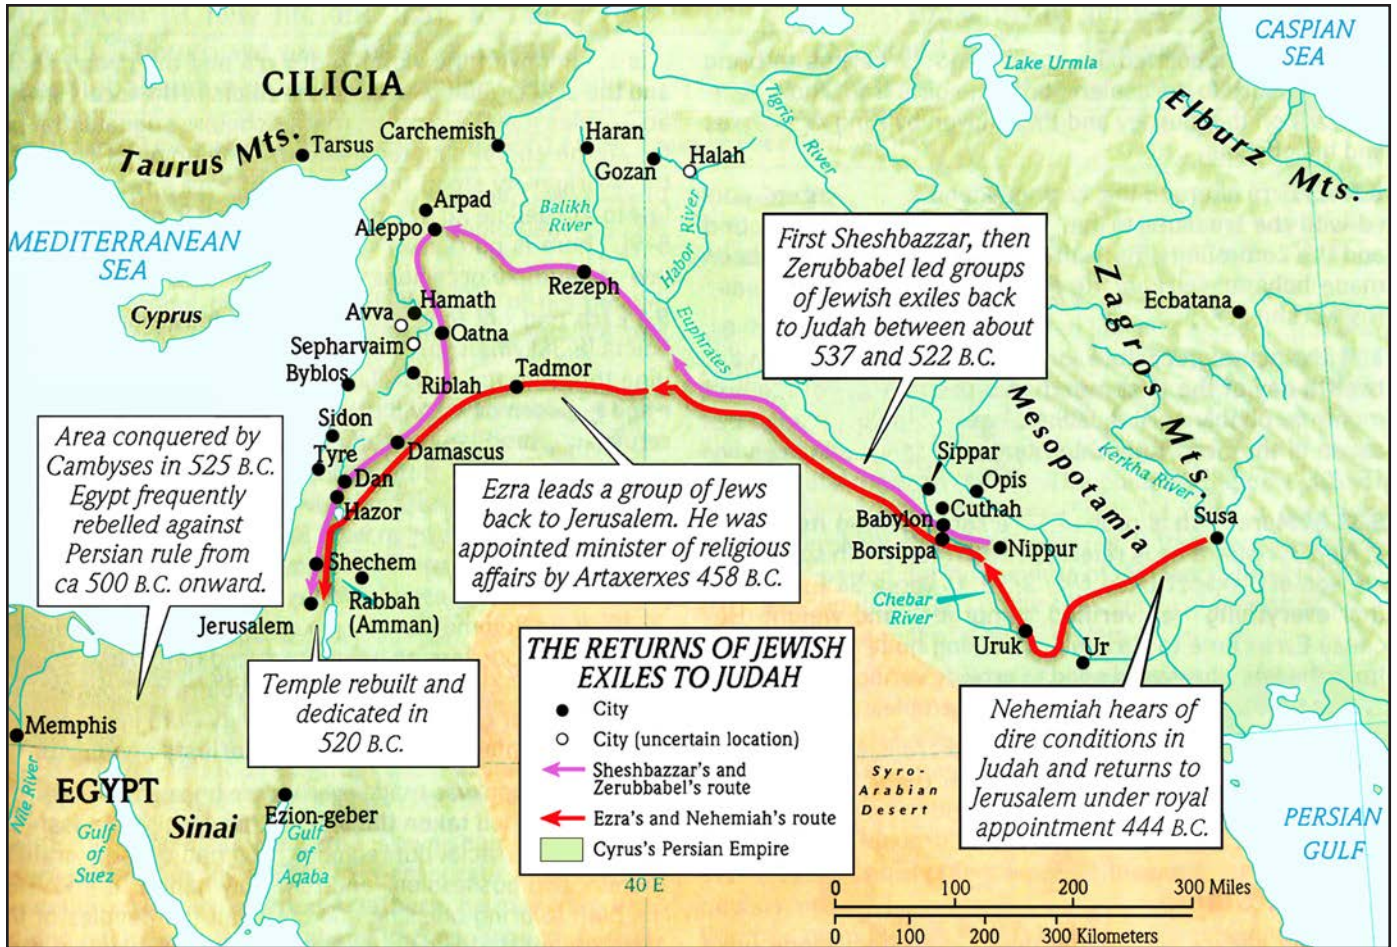 CASPIAN
SEA
Lake Urmla
Elburz Mts.
CILICIA
Taurus Mts.
Tarsus
Carchemish
Haran
Gozan
Halah
Tigris
River
Arpad
Aleppo
Balikh
River
Habor River
MEDITERRANEAN
SEA
Cyprus
Rezeph
Euphrates
Hamath
Avva
Qatna
Sepharvaim
Byblos
Riblah
Tadmor
Ecbatana
Zagros Mts.
Mesopotamia
First Sheshbazzar, then
Zerubbabel led groups
of Jewish exiles back
to Judah between about
537 and 522 B.C.
Sidon
Tyre
Damascus
Dan
Hazor
Shechem
Rabbah
(Amman)
Jerusalem
Area conquered by
Cambyses in 525 B.C.
Egypt frequently
rebelled against
Persian rule from
ca 500 B.C. onward.
Ezra leads a group of Jews
back to Jerusalem. He was
appointed minister of religious
affairs by Artaxerxes 458 B.C.
Sippar
Opis
Cuthah
Babylon
Borsippa
Nippur
Kerkha River
Susa
Chebar
River
Uruk
Ur
Temple rebuilt and
dedicated in
520 B.C.
Nehemiah hears of
dire conditions in
Judah and returns to
Jerusalem under royal
appointment 444 B.C.
Memphis
Nile River
EGYPT
Sinai
Gulf
of
Suez
Ezion-geber
Gulf
of
Aqaba
Syro-
Arabian
Desert
PERSIAN
GULF
THE RETURNS OF JEWISH
EXILES TO JUDAH
City
City (uncertain location)
Sheshbazzar's and
Zerubbabel's route
Ezra's and Nehemiah's route
Cyrus's Persian Empire
40 E
0 100 200 300 Miles
0 100 200 300 Kilometers